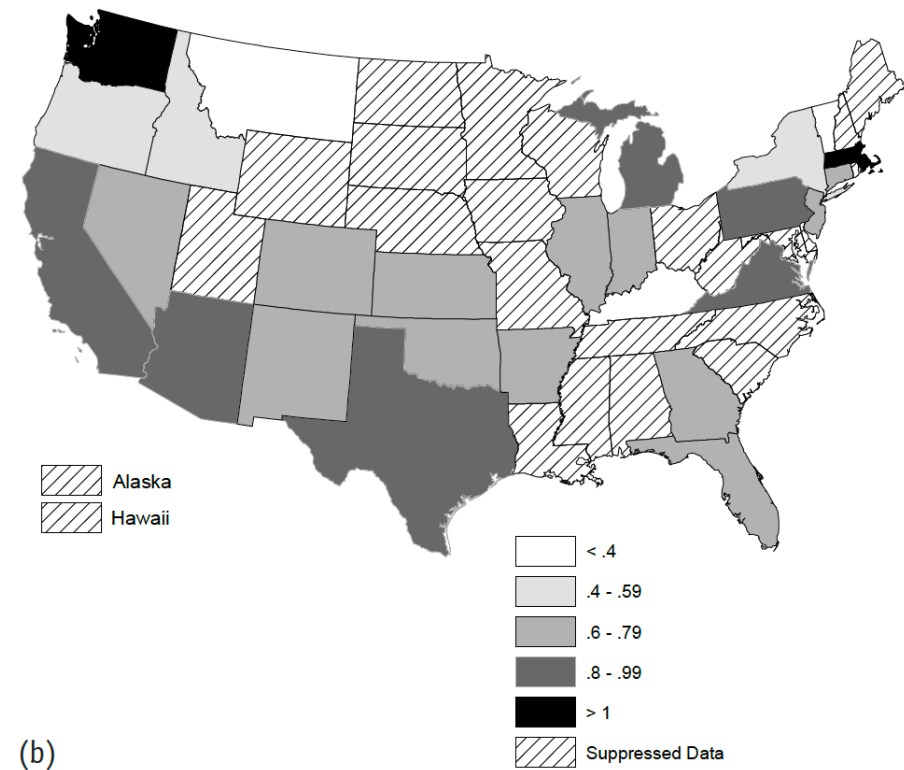 Alaska
Hawaii
< .4
.4 - .59
.6 - .79
.8 - .99
> 1
Suppressed Data
(b)